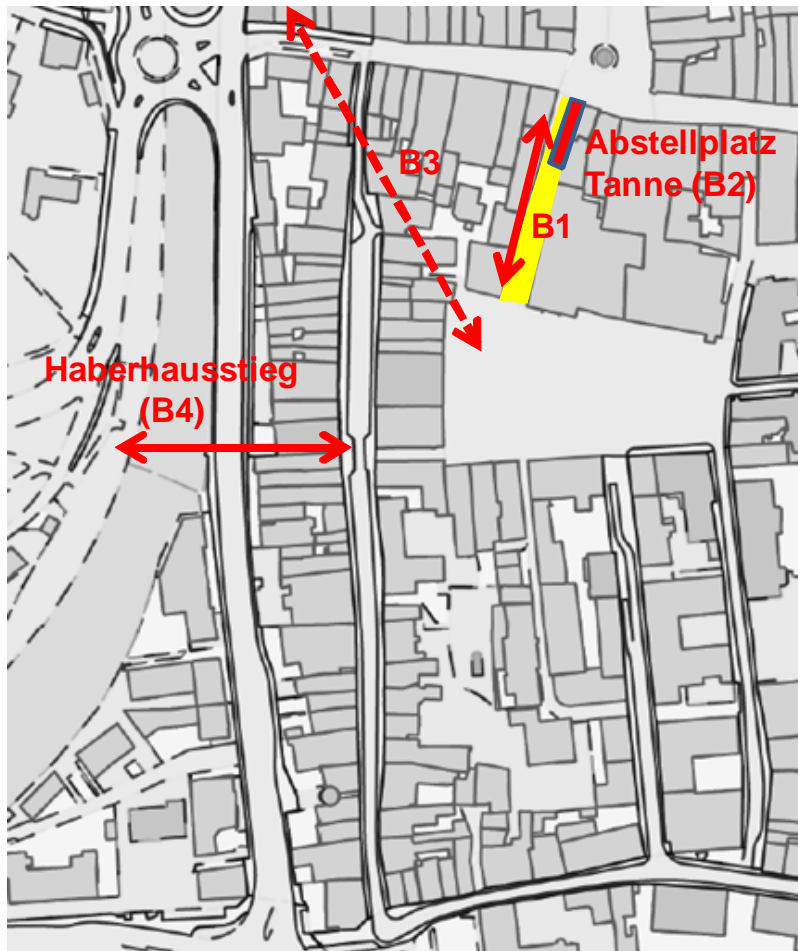 Abstellplatz
Tanne (B2)
B3
B1
Haberhausstieg
(B4)